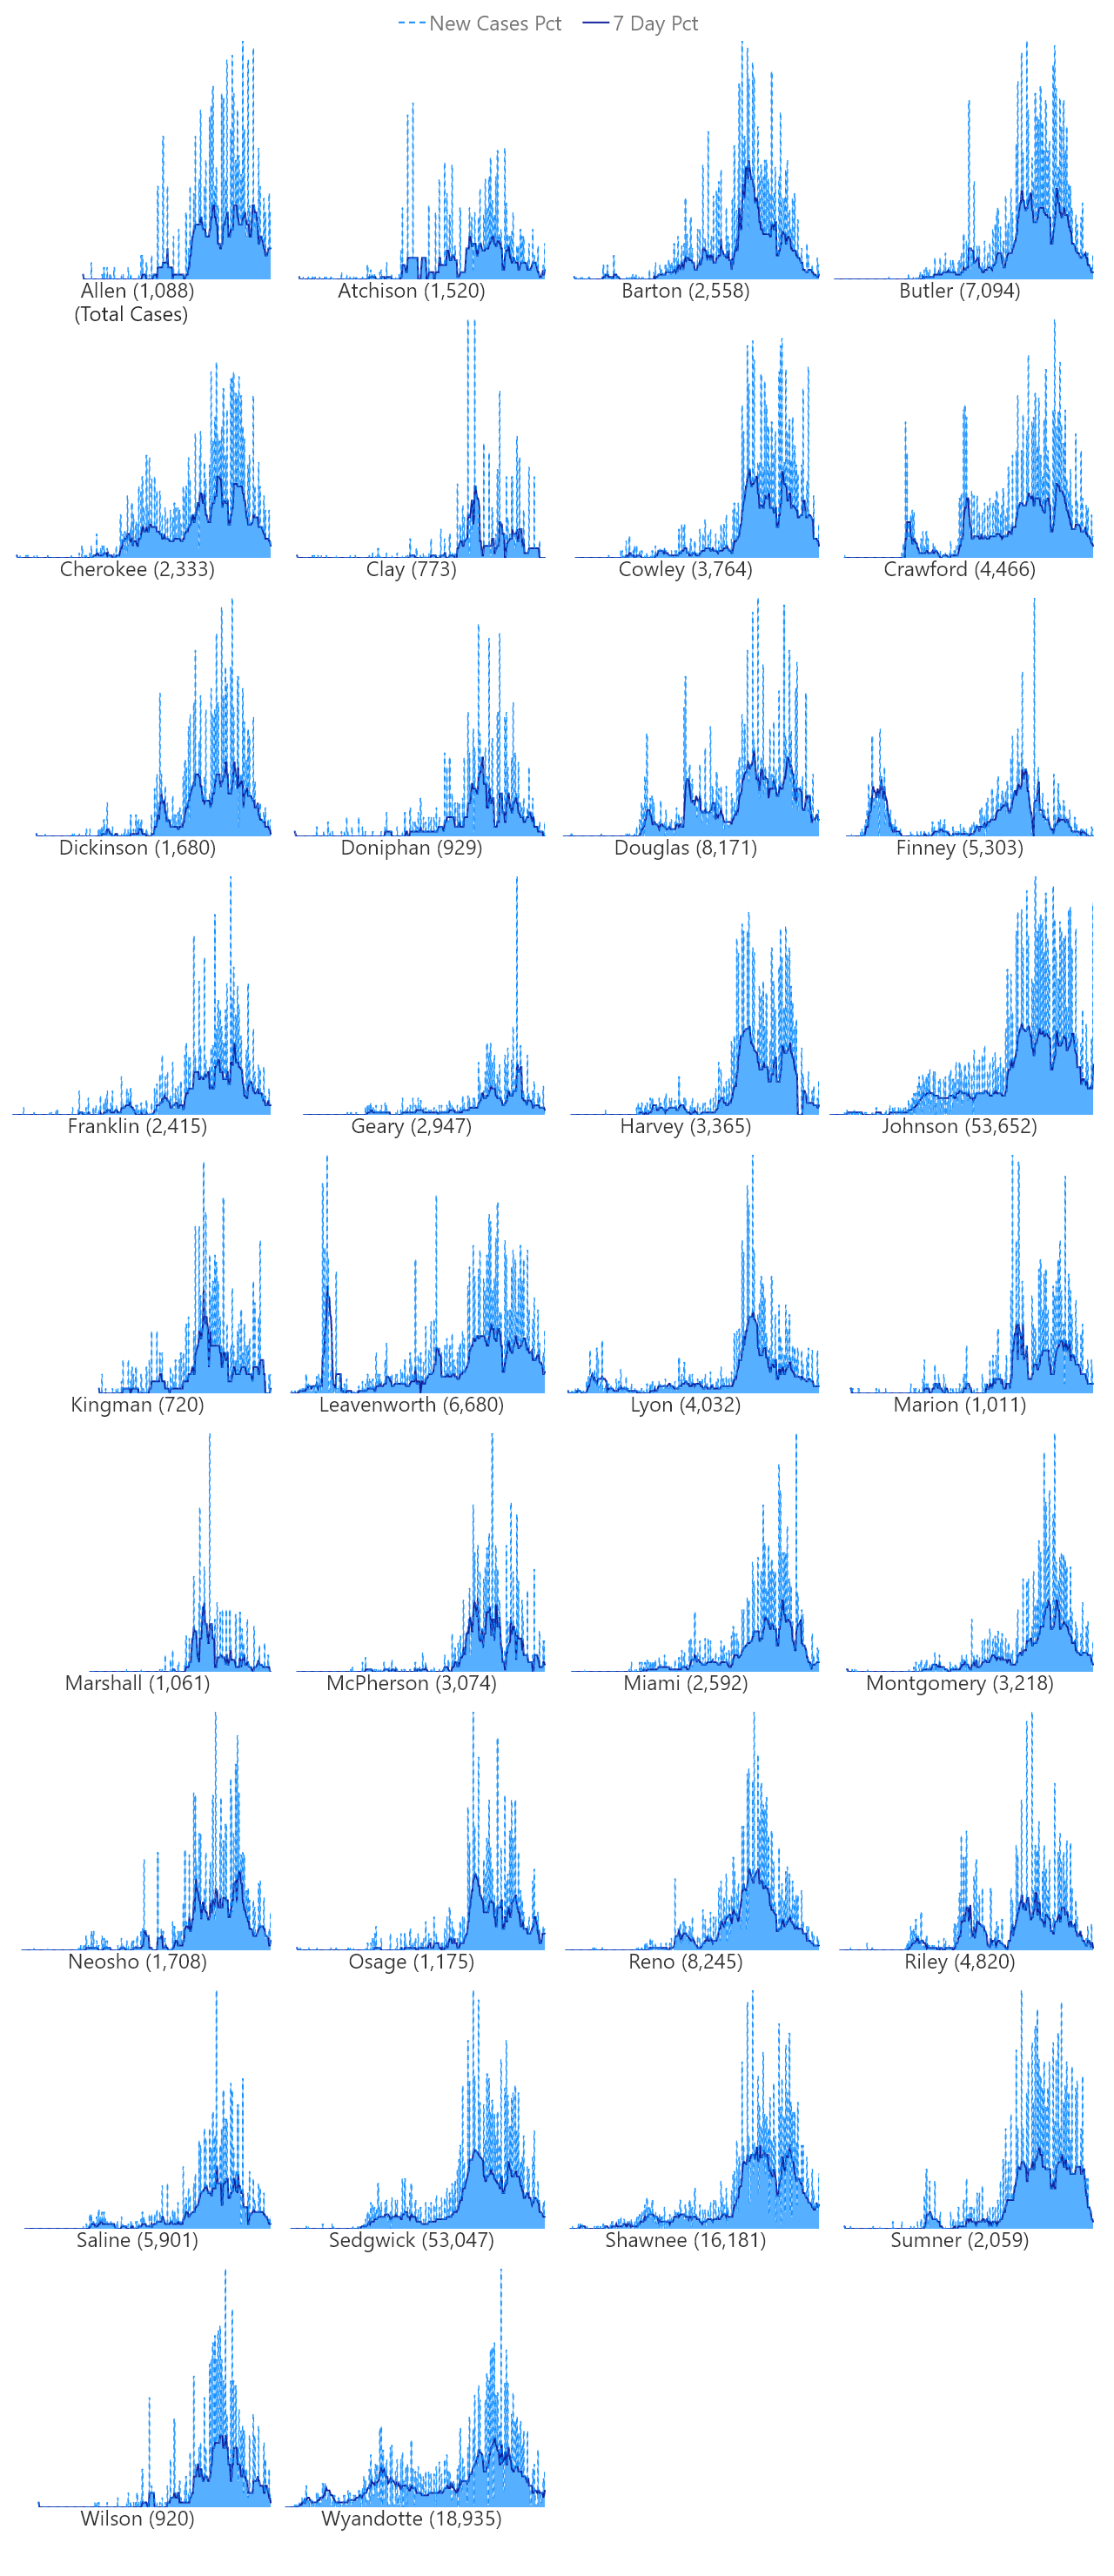 New Cases Pct 7 Day Pct
Allen (1,088) Atchison (1,520) Barton (2,558) Butler (7,094)
(Total Cases)
Cherokee (2,333) Clay (773) Cowley (3,764) Crawford (4,466)
Dickinson (1,680) Doniphan (929) Douglas (8,171) Finney (5,303)
Franklin (2,415) Geary (2,947) Harvey (3,365) Johnson (53,652)
Kingman (720) Leavenworth (6,680) Lyon (4,032) Marion (1,011)
Marshall (1,061) McPherson (3,074) Miami (2,592) Montgomery (3,218)
Neosho (1,708) Osage (1,175) Reno (8,245) Riley (4,820)
Saline (5,901) Sedgwick (53,047) Shawnee (16,181) Sumner (2,059)
Wilson (920) Wyandotte (18,935)